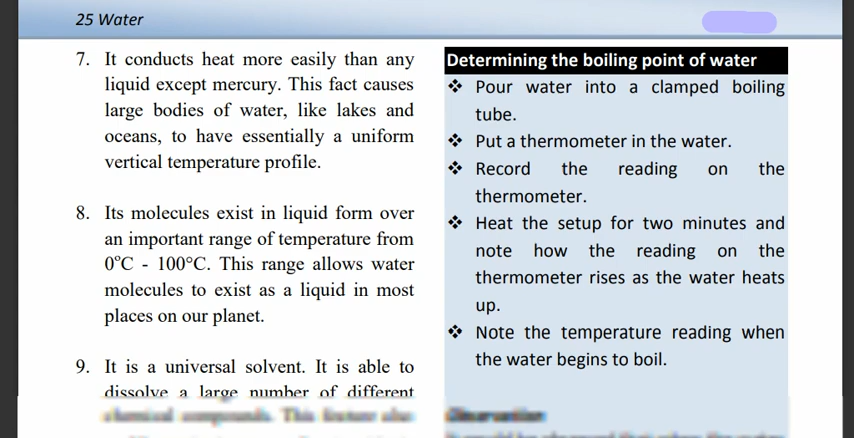 25 Water
7. It conducts heat more easily than any
liquid except mercury. This fact causes
large bodies of water, like lakes and
oceans, to have essentially a uniform
vertical temperature profile.
8. Its molecules exist in liquid form over
an important range of temperature from
0°C - 100°C. This range allows water
molecules to exist as a liquid in most
places on our planet.
9. It is a universal solvent. It is able to
dissolve a large number of different
chemical compounds. This feature also
Determining the boiling point of water
❖ Pour water into a clamped boiling
tube.
❖ Put a thermometer in the water.
❖ Record the reading on the
thermometer.
❖ Heat the setup for two minutes and
note how the reading on the
thermometer rises as the water heats
up.
❖ Note the temperature reading when
the water begins to boil.
Observation